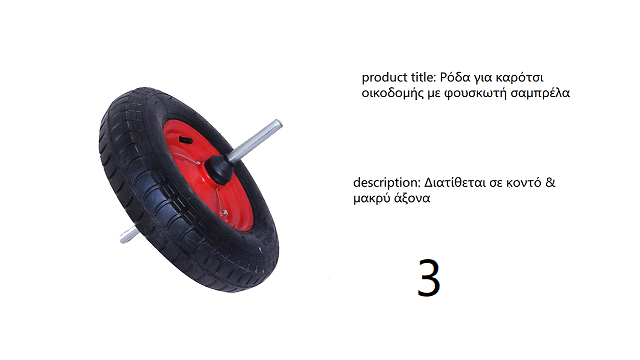 product title: Ρόδα για καρότσι
οικοδομής με φουσκωτή σαμπρέλα
description: Διατίθεται σε κοντό &
μακρύ άξονα
3